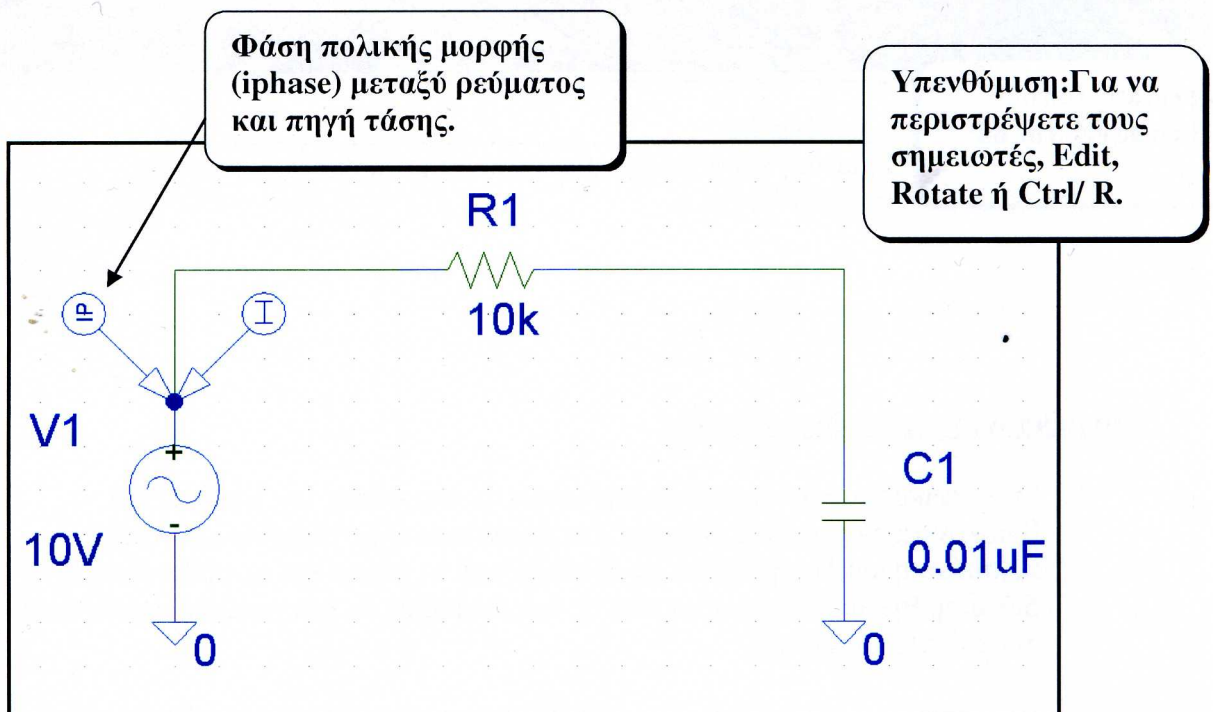 Φάση πολικής μορφής
(iphase) μεταξύ ρεύματος
και πηγή τάσης.
Υπενθύμιση:Για να
περιστρέψετε τους
σημειωτές, Edit,
Rotate ή Ctrl/ R.
R1
10k
IP
I
V1
+
-
10V
0
C1
0.01uF
0